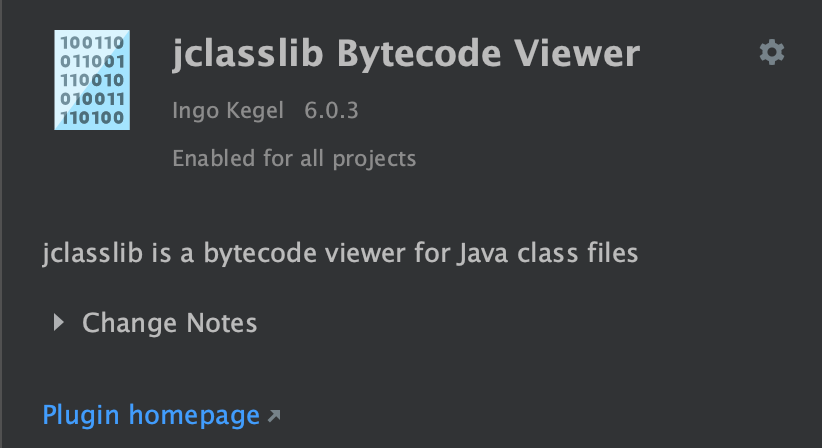 100110
011001
110010
010011
110100
jclasslib Bytecode Viewer
Ingo Kegel 6.0.3
Enabled for all projects
jclasslib is a bytecode viewer for Java class files
Change Notes
Plugin homepage